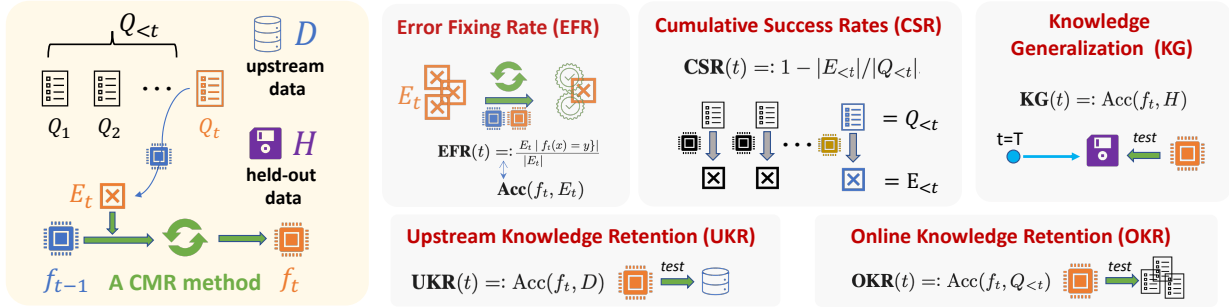 Q<t
D
upstream
data
Q1 Q2 ... Qt
H
held-out
data
Et
ft−1 A CMR method ft
Error Fixing Rate (EFR)
Et
EFR(t) =: Et | ft(x) = y}|
|Et|
Acc(ft, Et)
Cumulative Success Rates (CSR)
CSR(t) =: 1 − |E<t|/|Q<t|
= Q<t
...
= E<t
Knowledge
Generalization (KG)
KG(t) =: Acc(ft, H)
t=T
test
Upstream Knowledge Retention (UKR)
UKR(t) =: Acc(ft, D) test
Online Knowledge Retention (OKR)
OKR(t) =: Acc(ft, Q<t) test